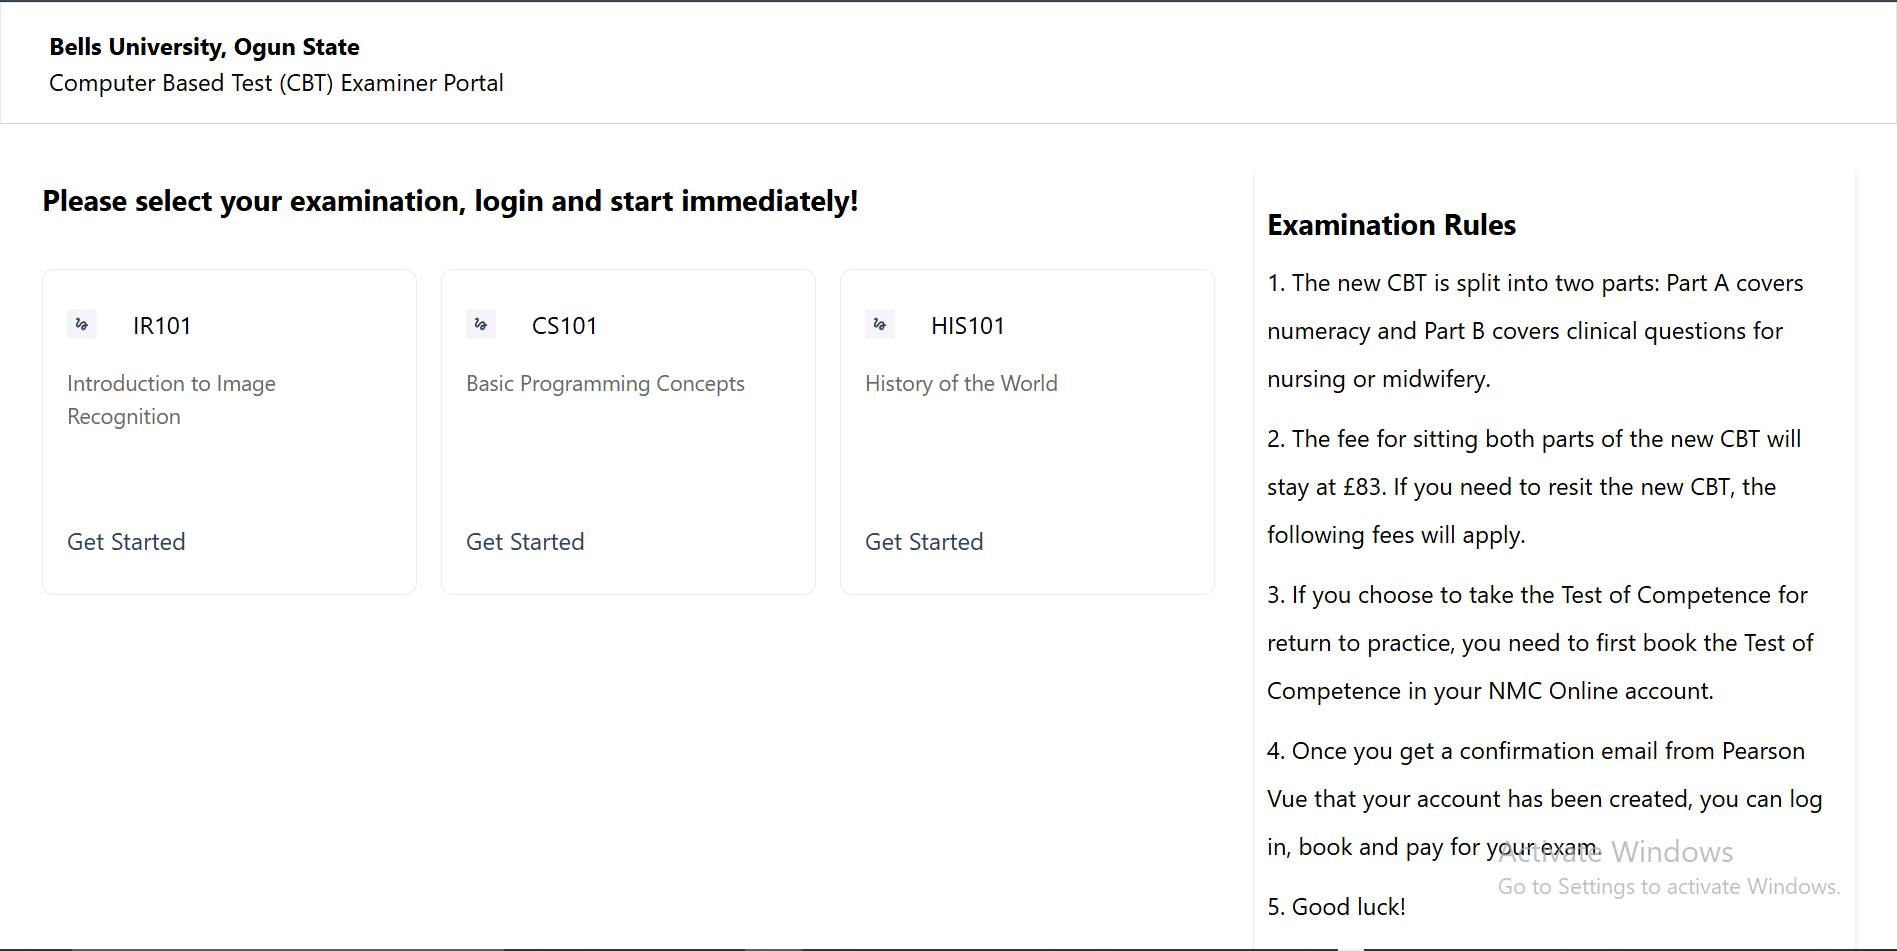 Bells University, Ogun State
Computer Based Test (CBT) Examiner Portal
Please select your examination, login and start immediately!
IR101
Introduction to Image
Recognition
Get Started
CS101
Basic Programming Concepts
Get Started
HIS101
History of the World
Get Started
Examination Rules
1. The new CBT is split into two parts: Part A covers
numeracy and Part B covers clinical questions for
nursing or midwifery.
2. The fee for sitting both parts of the new CBT will
stay at £83. If you need to resit the new CBT, the
following fees will apply.
3. If you choose to take the Test of Competence for
return to practice, you need to first book the Test of
Competence in your NMC Online account.
4. Once you get a confirmation email from Pearson
Vue that your account has been created, you can log
in, book and pay for your exam.
5. Good luck!
Activate Windows
Go to Settings to activate Windows.